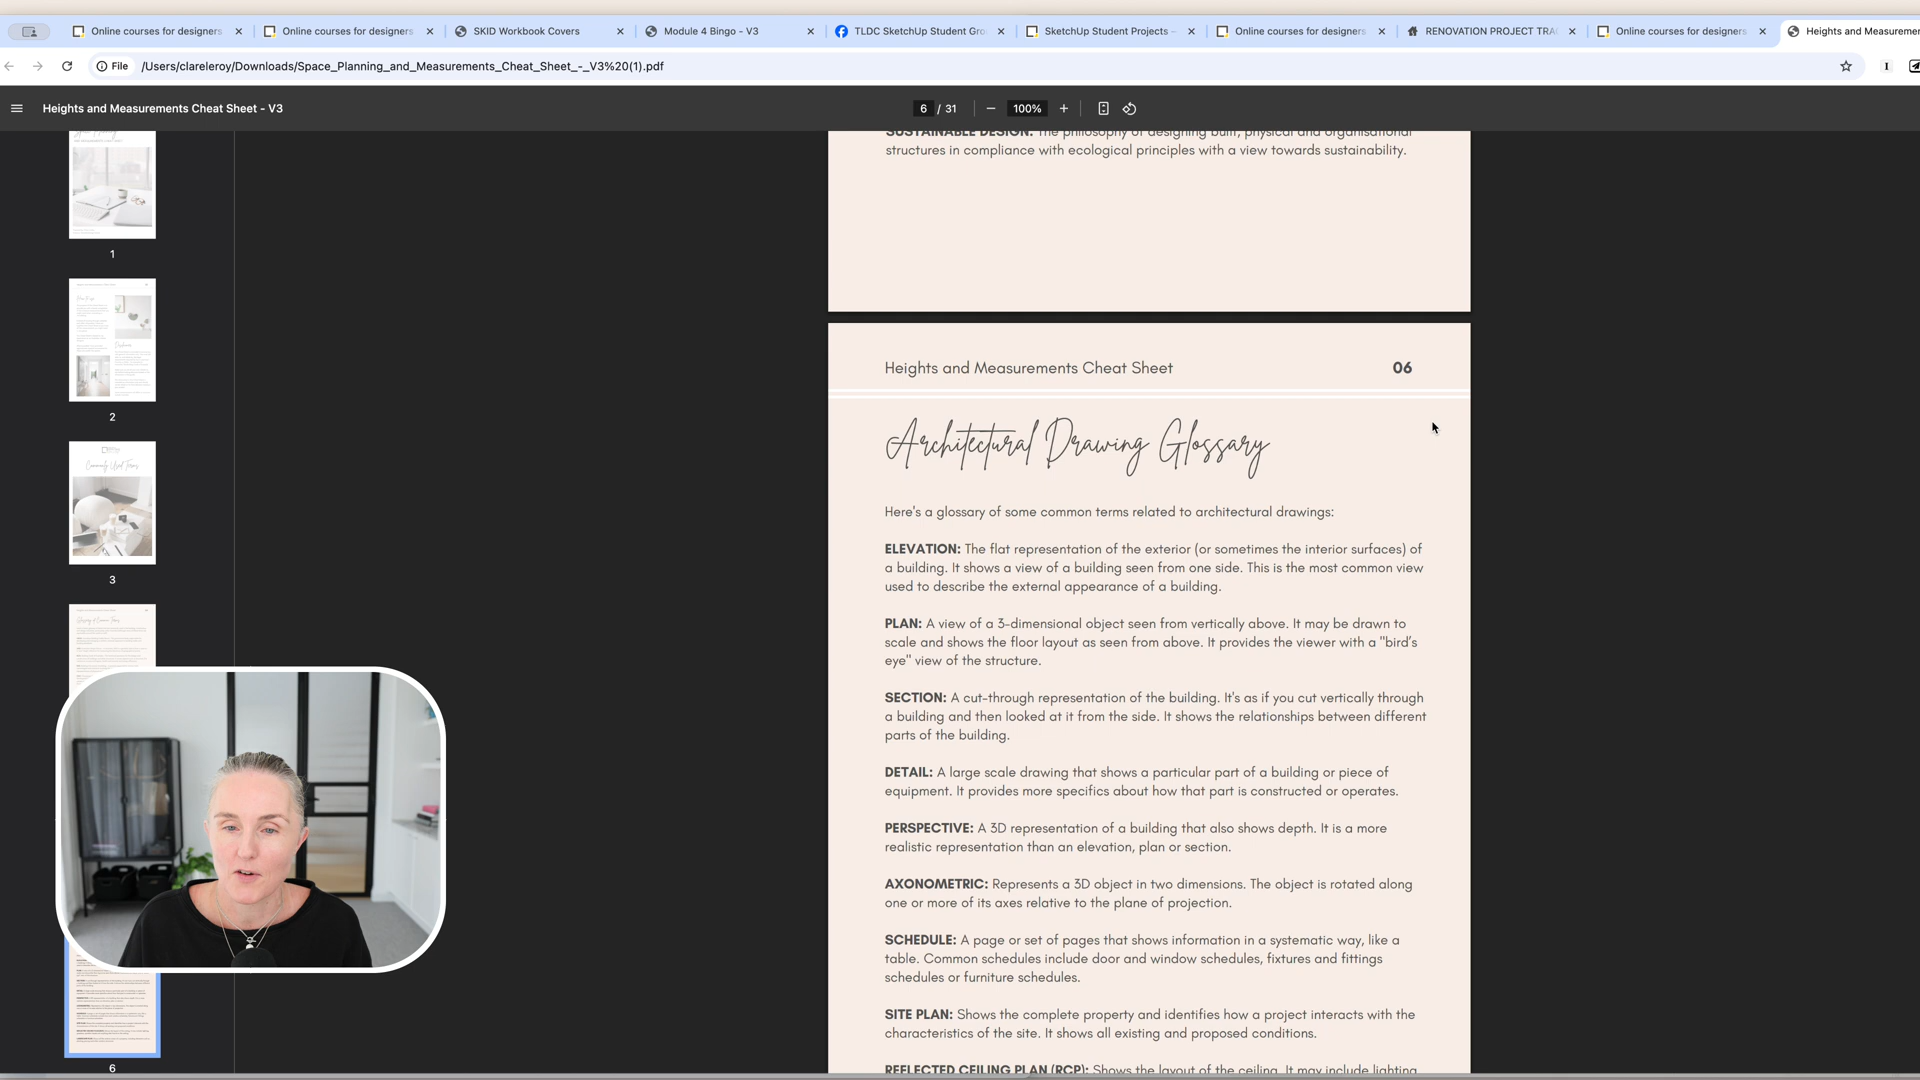 Online courses for designers
Online courses for designers
SKID Workbook Covers
Module 4 Bingo - V3
TLDC SketchUp Student Gro
SketchUp Student Projects -
Online courses for designers
RENOVATION PROJECT TRA
Online courses for designers
Heights and Measuremen
File
/Users/clareleroy/Downloads/Space_Planning_and_Measurements_Cheat_Sheet_-_V3%20(1).pdf
Heights and Measurements Cheat Sheet - V3
6 / 31
100%
1
2
3
6
SUSTAINABLE DESIGN: The philosophy of designing built, physical and organisational
structures in compliance with ecological principles with a view towards sustainability.
Heights and Measurements Cheat Sheet
06
Architectural Drawing Glossary
Here's a glossary of some common terms related to architectural drawings:
ELEVATION: The flat representation of the exterior (or sometimes the interior surfaces) of
a building. It shows a view of a building seen from one side. This is the most common view
used to describe the external appearance of a building.
PLAN: A view of a 3-dimensional object seen from vertically above. It may be drawn to
scale and shows the floor layout as seen from above. It provides the viewer with a "bird's
eye" view of the structure.
SECTION: A cut-through representation of the building. It's as if you cut vertically through
a building and then looked at it from the side. It shows the relationships between different
parts of the building.
DETAIL: A large scale drawing that shows a particular part of a building or piece of
equipment. It provides more specifics about how that part is constructed or operates.
PERSPECTIVE: A 3D representation of a building that also shows depth. It is a more
realistic representation than an elevation, plan or section.
AXONOMETRIC: Represents a 3D object in two dimensions. The object is rotated along
one or more of its axes relative to the plane of projection.
SCHEDULE: A page or set of pages that shows information in a systematic way, like a
table. Common schedules include door and window schedules, fixtures and fittings
schedules or furniture schedules.
SITE PLAN: Shows the complete property and identifies how a project interacts with the
characteristics of the site. It shows all existing and proposed conditions.
REFLECTED CEILING PLAN (RCP): Shows the layout of the ceiling. It may include lighting,